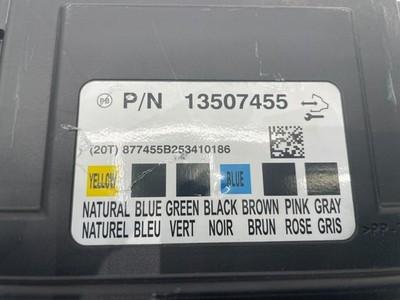 P/N 13507455
(20T) 877455B253410186
YELLOW BLUE
NATURAL BLUE GREEN BLACK BROWN PINK GRAY
NATUREL BLEU VERT NOIR BRUN ROSE GRIS
>PP-